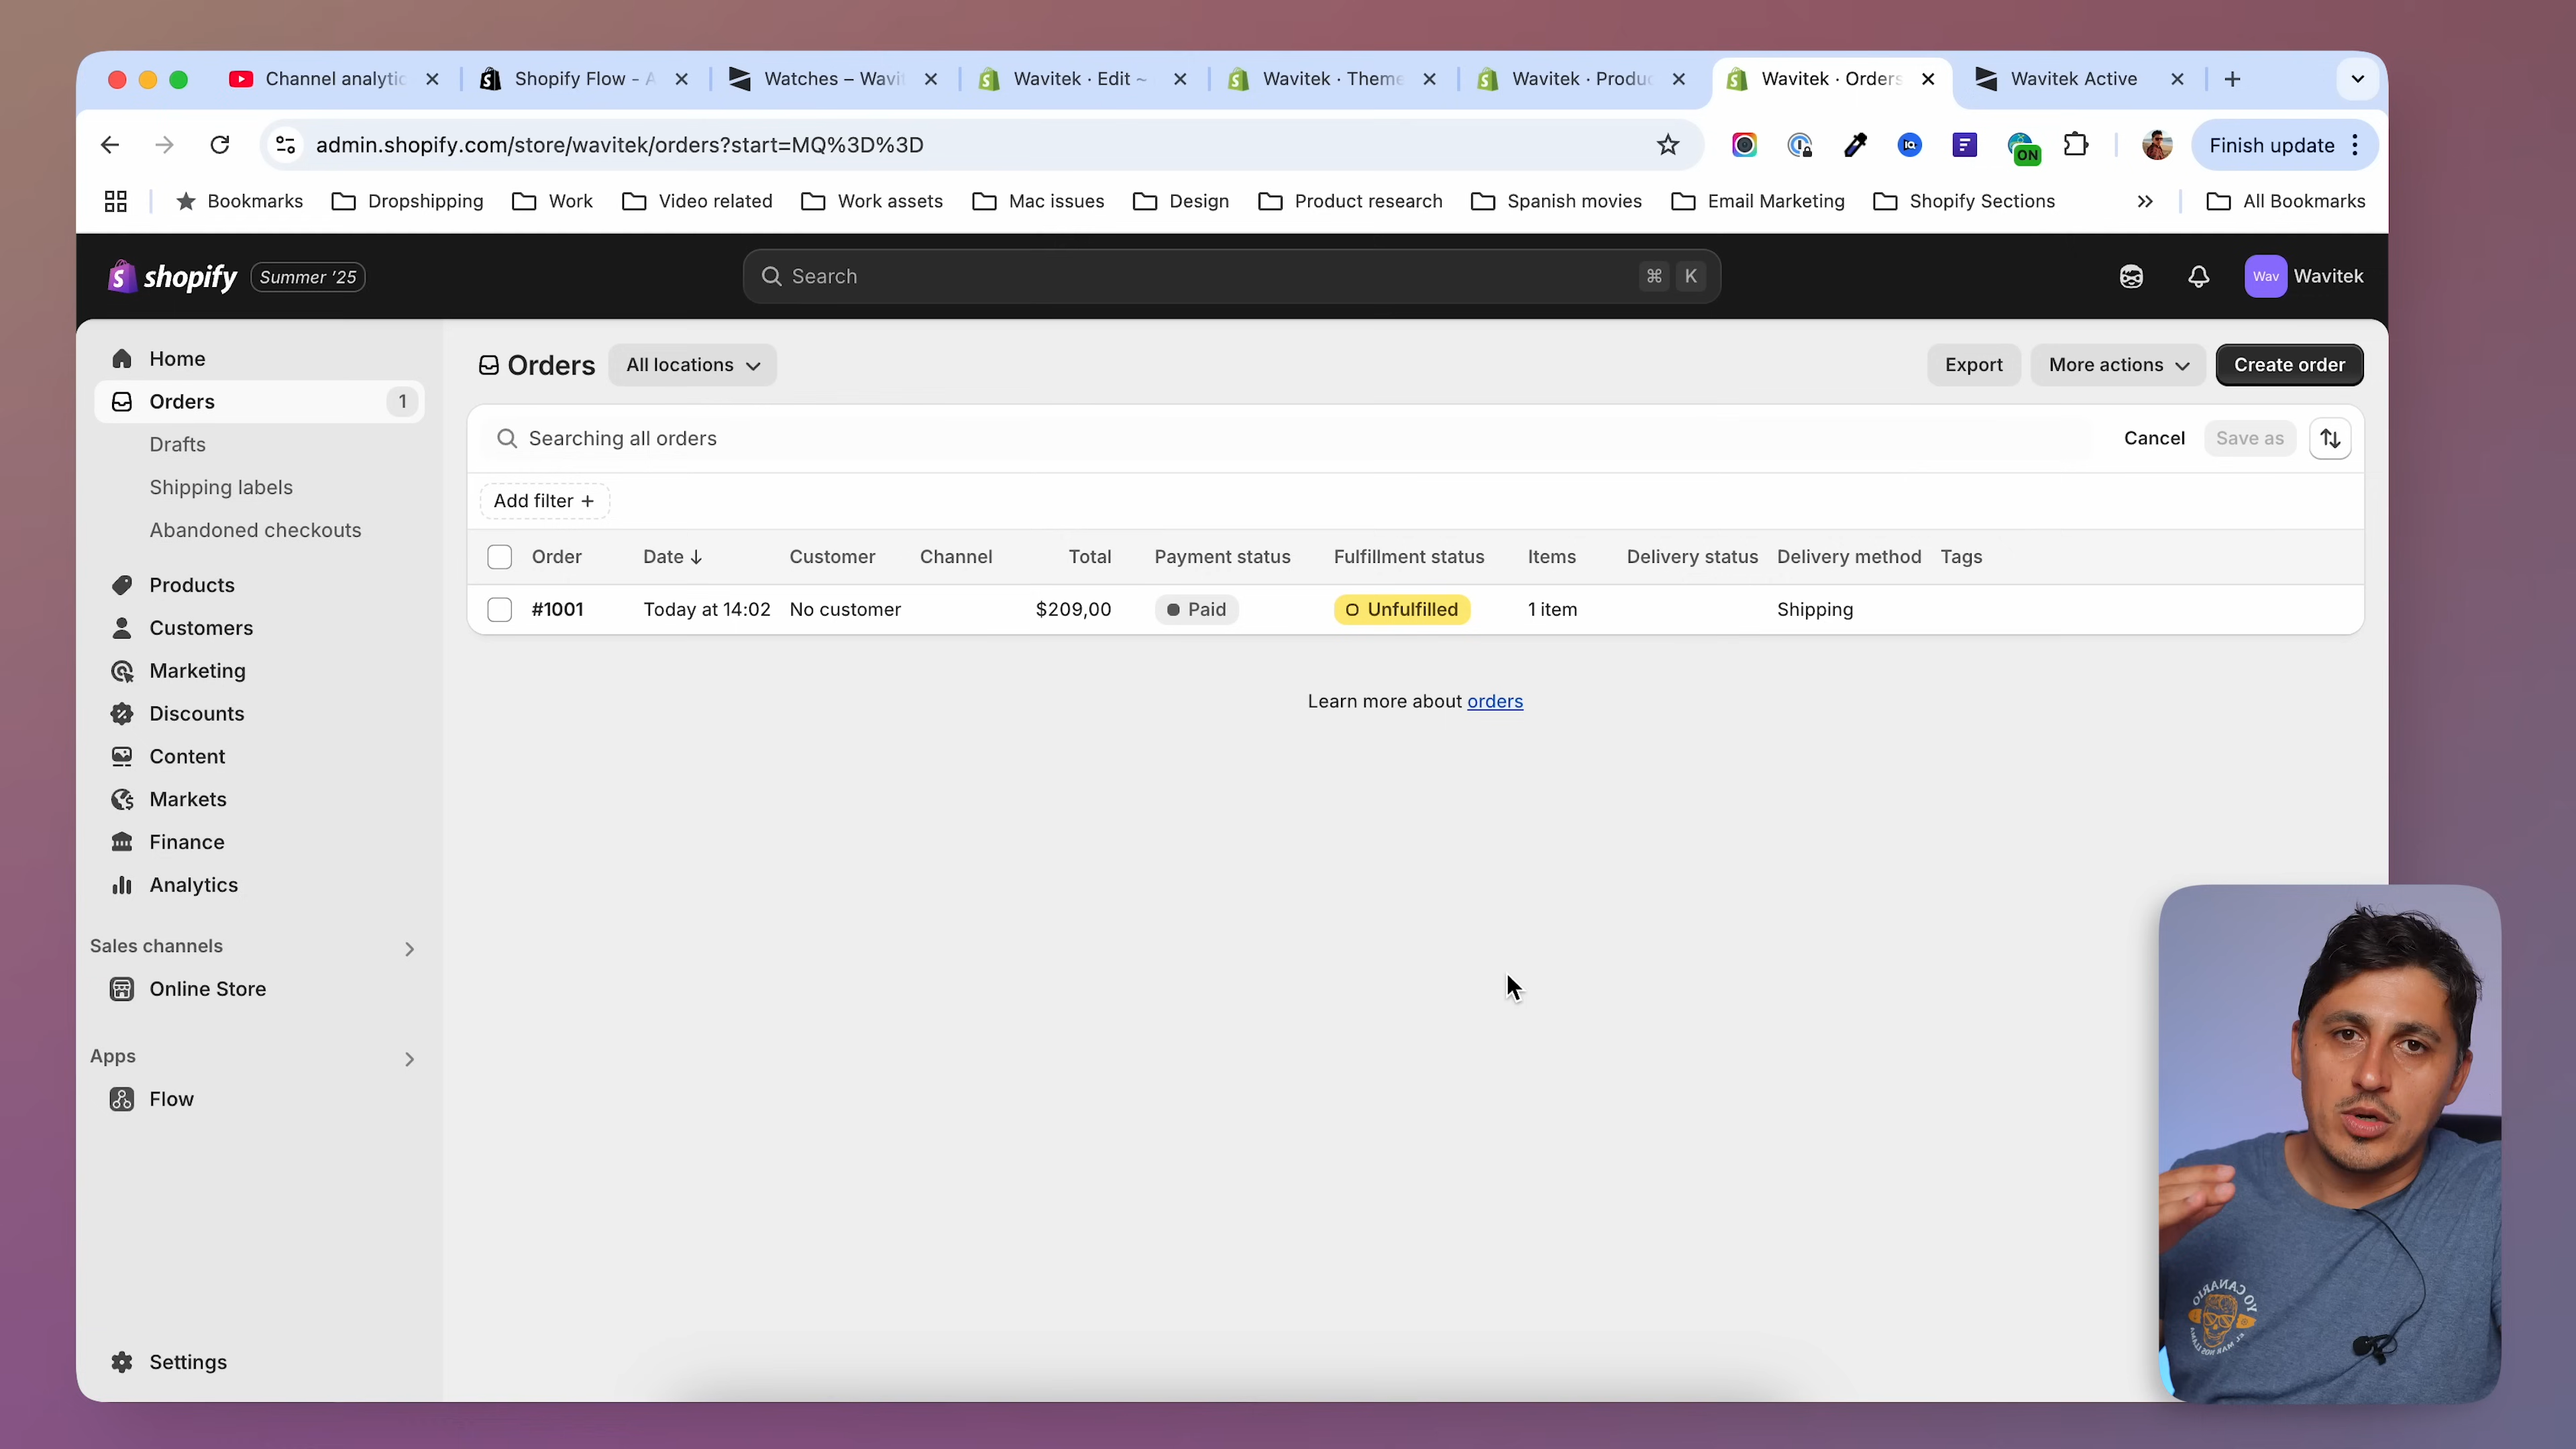 Channel analytic
Shopify Flow - A
Watches – Wavit
Wavitek · Edit ~
Wavitek · Theme
Wavitek · Produc
Wavitek · Orders
Wavitek Active
admin.shopify.com/store/wavitek/orders?start=MQ%3D%3D
ON
Finish update
Bookmarks
Dropshipping
Work
Video related
Work assets
Mac issues
Design
Product research
Spanish movies
Email Marketing
Shopify Sections
All Bookmarks
shopify
Summer '25
Search
⌘ K
Wav
Wavitek
Home
Orders 1
Drafts
Shipping labels
Abandoned checkouts
Products
Customers
Marketing
Discounts
Content
Markets
Finance
Analytics
Sales channels
Online Store
Apps
Flow
Settings
Orders
All locations
Export
More actions
Create order
Searching all orders
Cancel
Save as
Add filter +
Order Date ↓ Customer Channel Total Payment status Fulfillment status Items Delivery status Delivery method Tags
#1001 Today at 14:02 No customer $209,00 Paid Unfulfilled 1 item Shipping
Learn more about orders
YO CANARIO